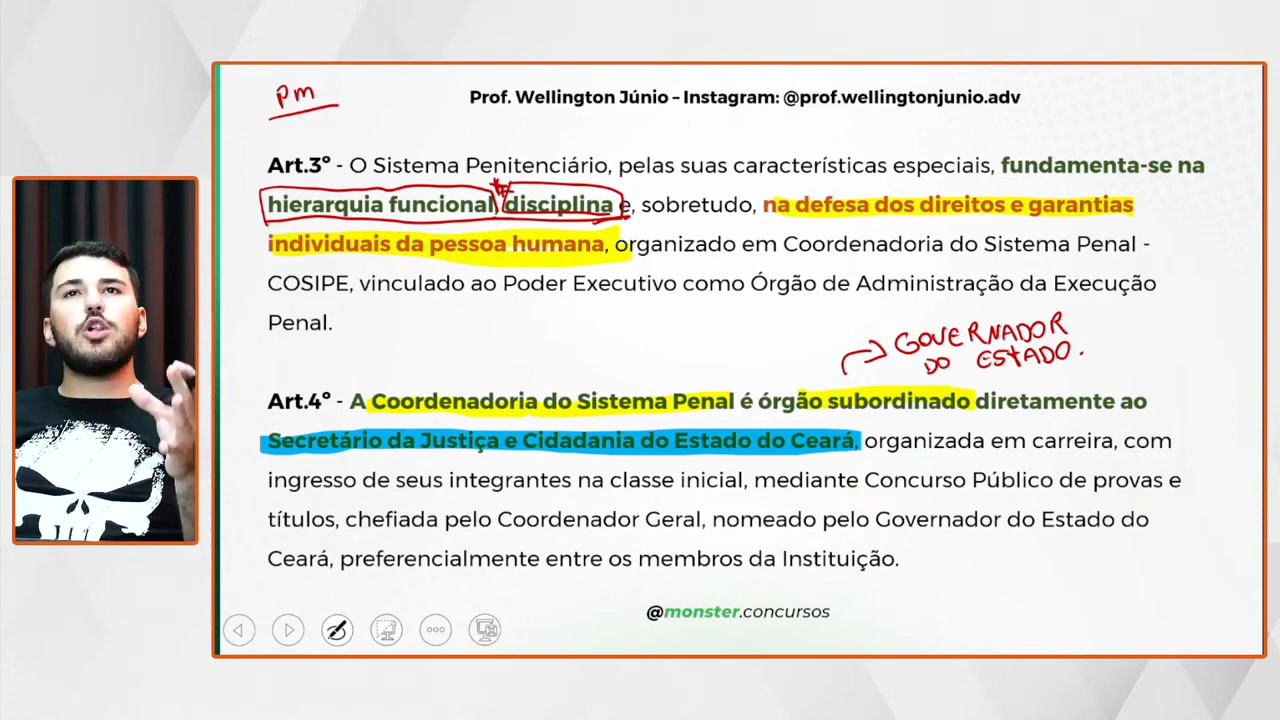 pm
Prof. Wellington Júnio – Instagram: @prof.wellingtonjunio.adv
Art.3º - O Sistema Penitenciário, pelas suas características especiais, fundamenta-se na
hierarquia funcional, disciplina e, sobretudo, na defesa dos direitos e garantias
individuais da pessoa humana, organizado em Coordenadoria do Sistema Penal -
COSIPE, vinculado ao Poder Executivo como Órgão de Administração da Execução
Penal.
GOVERNADOR
DO ESTADO.
Art.4º - A Coordenadoria do Sistema Penal é órgão subordinado diretamente ao
Secretário da Justiça e Cidadania do Estado do Ceará, organizada em carreira, com
ingresso de seus integrantes na classe inicial, mediante Concurso Público de provas e
títulos, chefiada pelo Coordenador Geral, nomeado pelo Governador do Estado do
Ceará, preferencialmente entre os membros da Instituição.
@monster.concursos